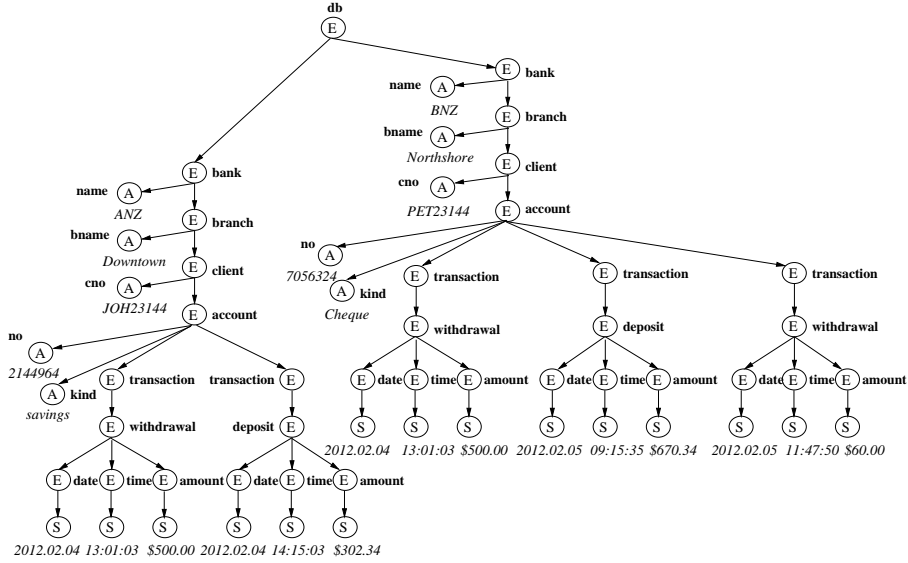 db
E
E bank
name A
BNZ
E branch
bname A
Northshore
E client
cno A
PET23144
E account
no A
7056324
A kind
Cheque
E transaction E transaction E transaction
E withdrawal E deposit E withdrawal
E date E time E amount E date E time E amount E date E time E amount
S S S S S S S S S
2012.02.04 13:01:03 $500.00 2012.02.05 09:15:35 $670.34 2012.02.05 11:47:50 $60.00
E bank
name A
ANZ
E branch
bname A
Downtown
E client
cno A
JOH23144
E account
no A
2144964
A kind
savings
E transaction transaction E
E withdrawal deposit E
E date E time E amount E date E time E amount
S S S S S S
2012.02.04 13:01:03 $500.00 2012.02.04 14:15:03 $302.34